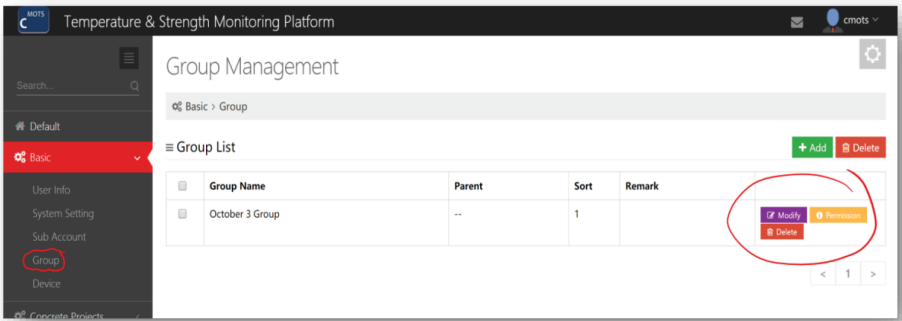 CMOTS
Temperature & Strength Monitoring Platform
cmots
Search...
Default
Basic
User Info
System Setting
Sub Account
Group
Device
Concrete Projects
Group Management
Basic > Group
Group List
+ Add
Delete
Group Name Parent Sort Remark
October 3 Group -- 1
Modify Permission
Delete
< 1 >